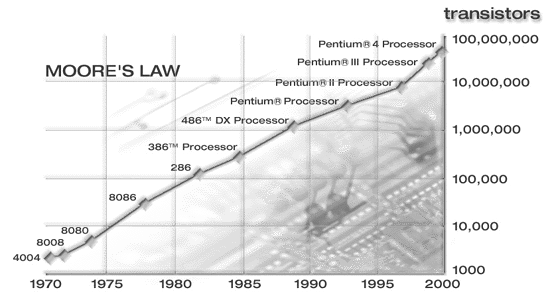 transistors
MOORE'S LAW
Pentium® 4 Processor
100,000,000
Pentium® III Processor
Pentium® II Processor
10,000,000
Pentium® Processor
486™ DX Processor
1,000,000
386™ Processor
286
100,000
8086
8080
10,000
8008
4004
1000
1970 1975 1980 1985 1990 1995 2000